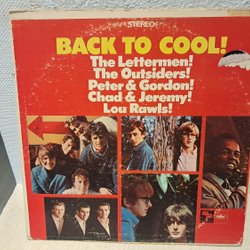 STEREO
BACK TO COOL!
The Lettermen!
The Outsiders!
Peter & Gordon!
Chad & Jeremy!
Lou Rawls!